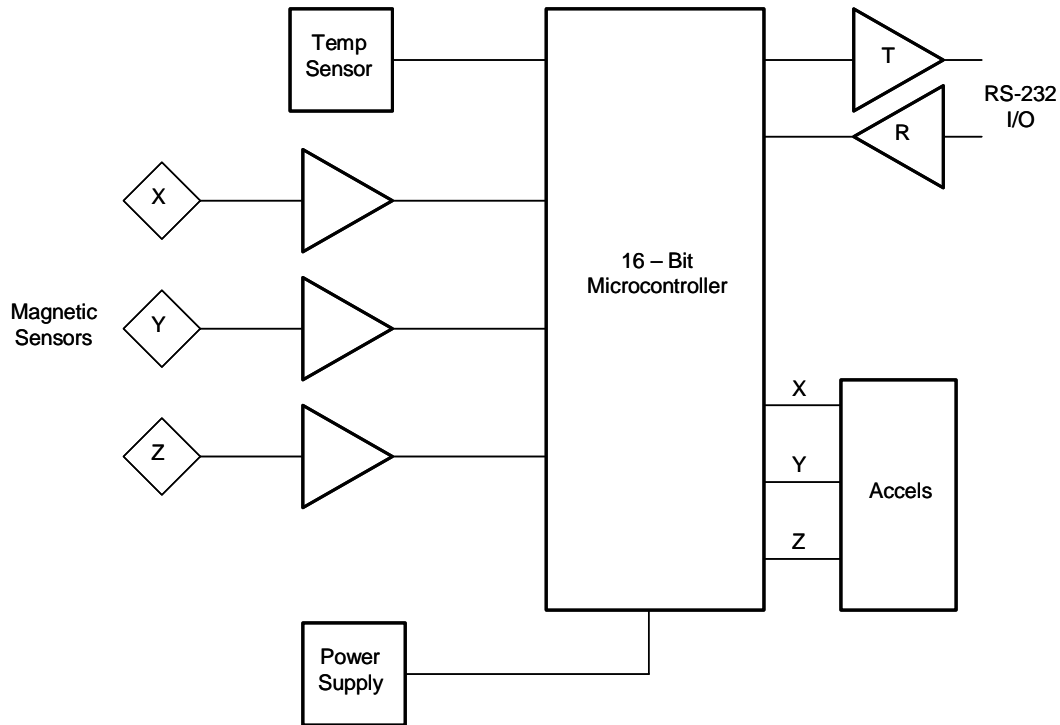 Temp
Sensor
T
RS-232
I/O
R
X
16 – Bit
Microcontroller
Magnetic
Sensors
Y
Z
X
Y
Accels
Z
Power
Supply